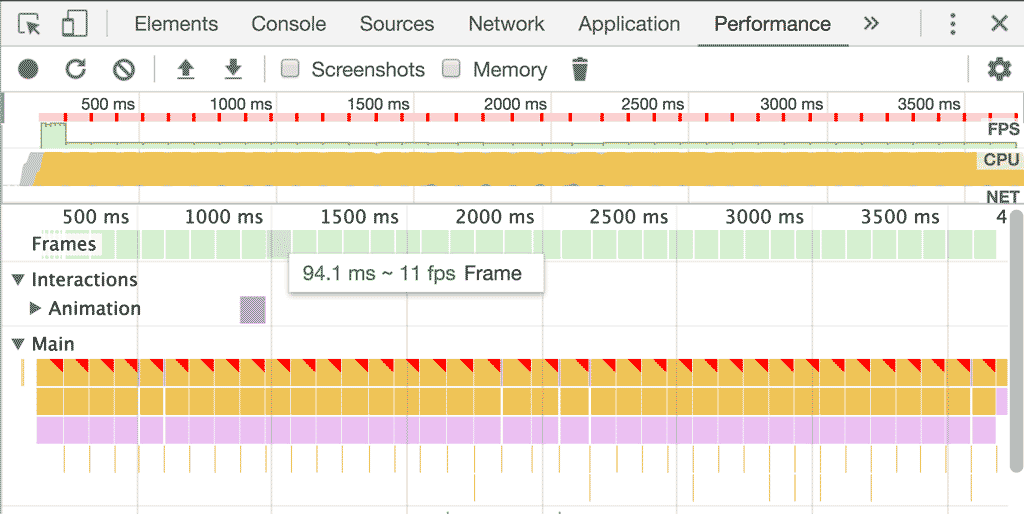 Elements Console Sources Network Application Performance »
Screenshots Memory
500 ms 1000 ms 1500 ms 2000 ms 2500 ms 3000 ms 3500 ms
FPS
CPU
NET
500 ms 1000 ms 1500 ms 2000 ms 2500 ms 3000 ms 3500 ms 4
Frames
94.1 ms ~ 11 fps Frame
Interactions
Animation
Main